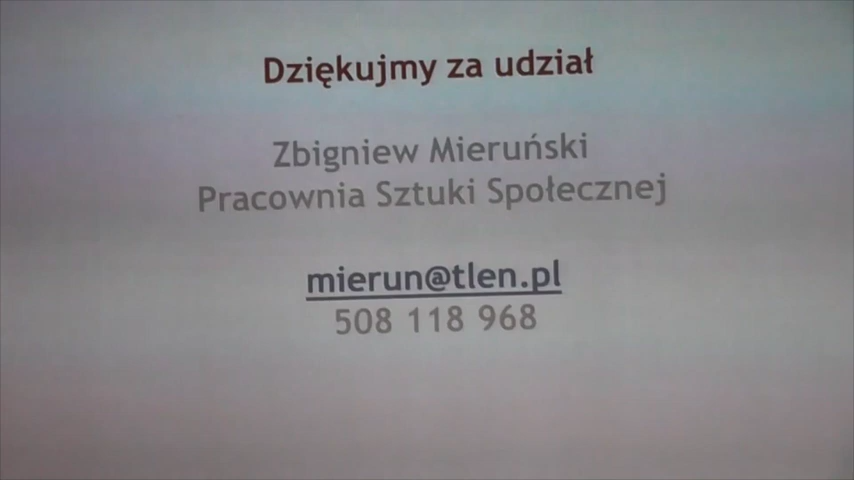 Dziękujmy za udział
Zbigniew Mieruński
Pracownia Sztuki Społecznej
mierun@tlen.pl
508 118 968